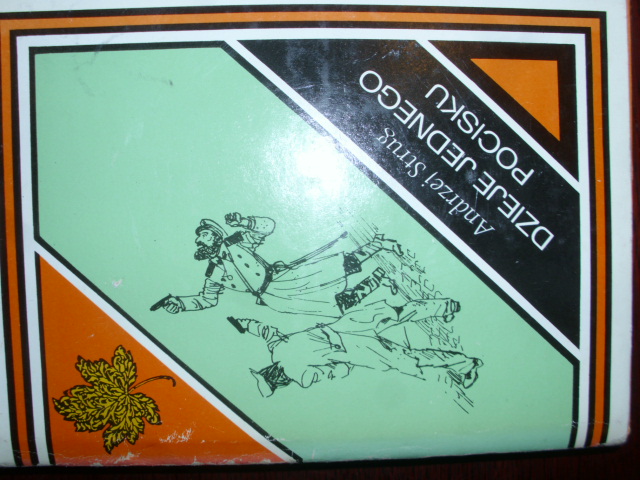 Andrzej Strug
DZIEJE JEDNEGO
POCISKU